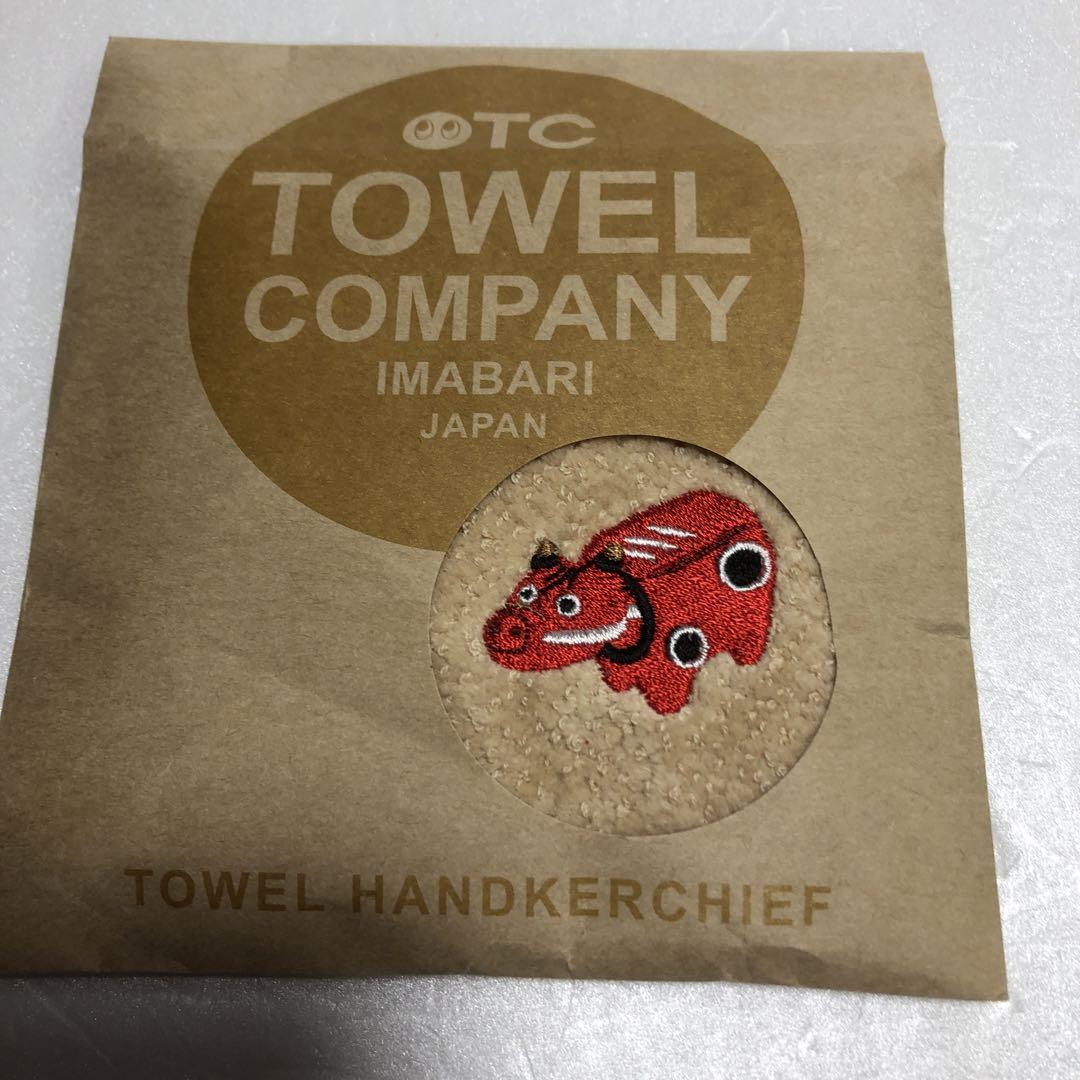 OTC
TOWEL
COMPANY
IMABARI
JAPAN
TOWEL HANDKERCHIEF